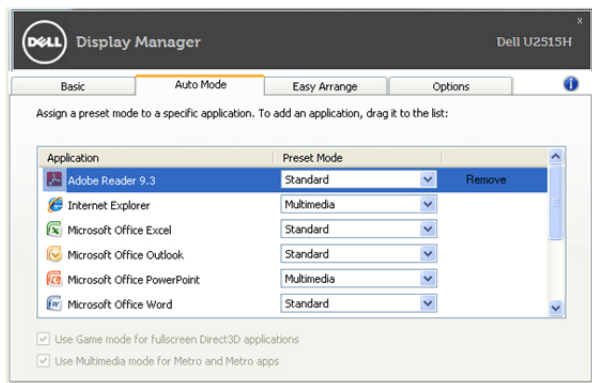 DELL Display Manager
x
Dell U2515H
Basic Auto Mode Easy Arrange Options i
Assign a preset mode to a specific application. To add an application, drag it to the list:
Application Preset Mode
Adobe Reader 9.3 Standard Remove
Internet Explorer Multimedia
Microsoft Office Excel Standard
Microsoft Office Outlook Standard
Microsoft Office PowerPoint Multimedia
Microsoft Office Word Standard
Use Game mode for fullscreen Direct3D applications
Use Multimedia mode for Metro and Metro apps